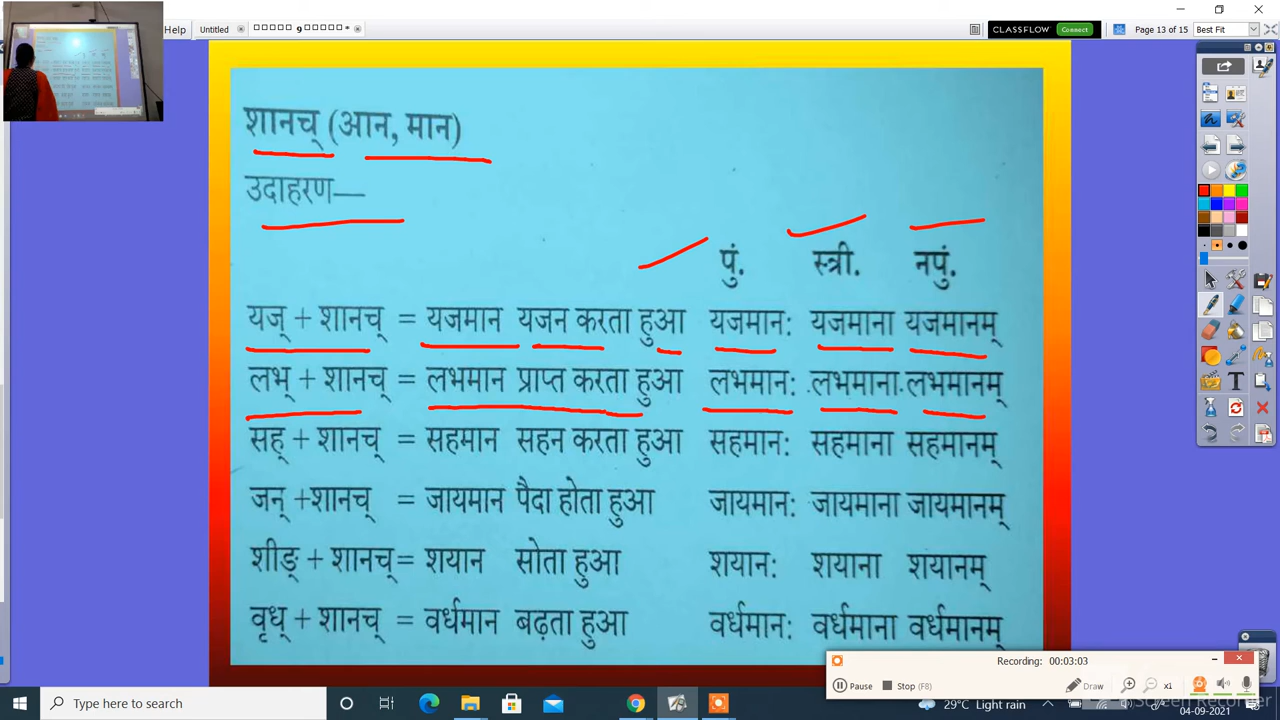 Help Untitled 9 * CLASSFLOW Connect Page 13 of 15 Best Fit
शानच् (आन, मान)
उदाहरण—
पुं. स्त्री. नपुं.
यज् + शानच् = यजमान यजन करता हुआ यजमान: यजमाना यजमानम्
लभ् + शानच् = लभमान प्राप्त करता हुआ लभमान: लभमाना लभमानम्
सह् + शानच् = सहमान सहन करता हुआ सहमान: सहमाना सहमानम्
जन् +शानच् = जायमान पैदा होता हुआ जायमान: जायमाना जायमानम्
शीङ् + शानच् = शयान सोता हुआ शयान: शयाना शयानम्
वृध् + शानच् = वर्धमान बढ़ता हुआ वर्धमान: वर्धमाना वर्धमानम्
Recording: 00:03:03
Pause Stop (F8) Draw x1
Screen Recorder
Type here to search 29°C Light rain 04-09-2021